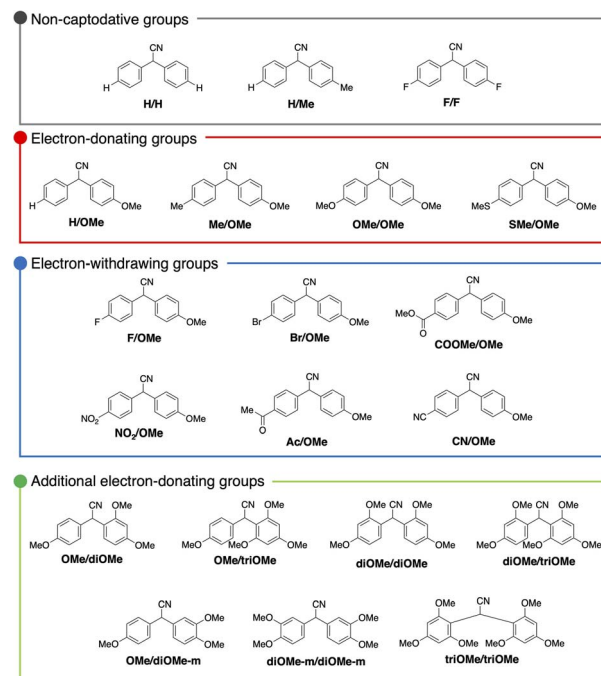 Non-captodative groups
CN CN CN
H H H Me F F
H/H H/Me F/F
Electron-donating groups
CN CN CN CN
H OMe Me OMe OMe OMe MeS OMe
H/OMe Me/OMe OMe/OMe SMe/OMe
Electron-withdrawing groups
CN CN CN
F OMe Br OMe MeO O OMe
F/OMe Br/OMe COOMe/OMe
CN CN CN
NO2 OMe Me O OMe NC OMe
NO2/OMe Ac/OMe CN/OMe
Additional electron-donating groups
CN OMe CN OMe OMe CN OMe OMe CN OMe
MeO OMe MeO MeO OMe MeO OMe MeO MeO OMe
OMe/diOMe OMe/triOMe diOMe/diOMe diOMe/triOMe
CN CN CN
OMe MeO OMe OMe OMe
MeO OMe MeO OMe MeO OMe MeO OMe
OMe/diOMe-m diOMe-m/diOMe-m triOMe/triOMe